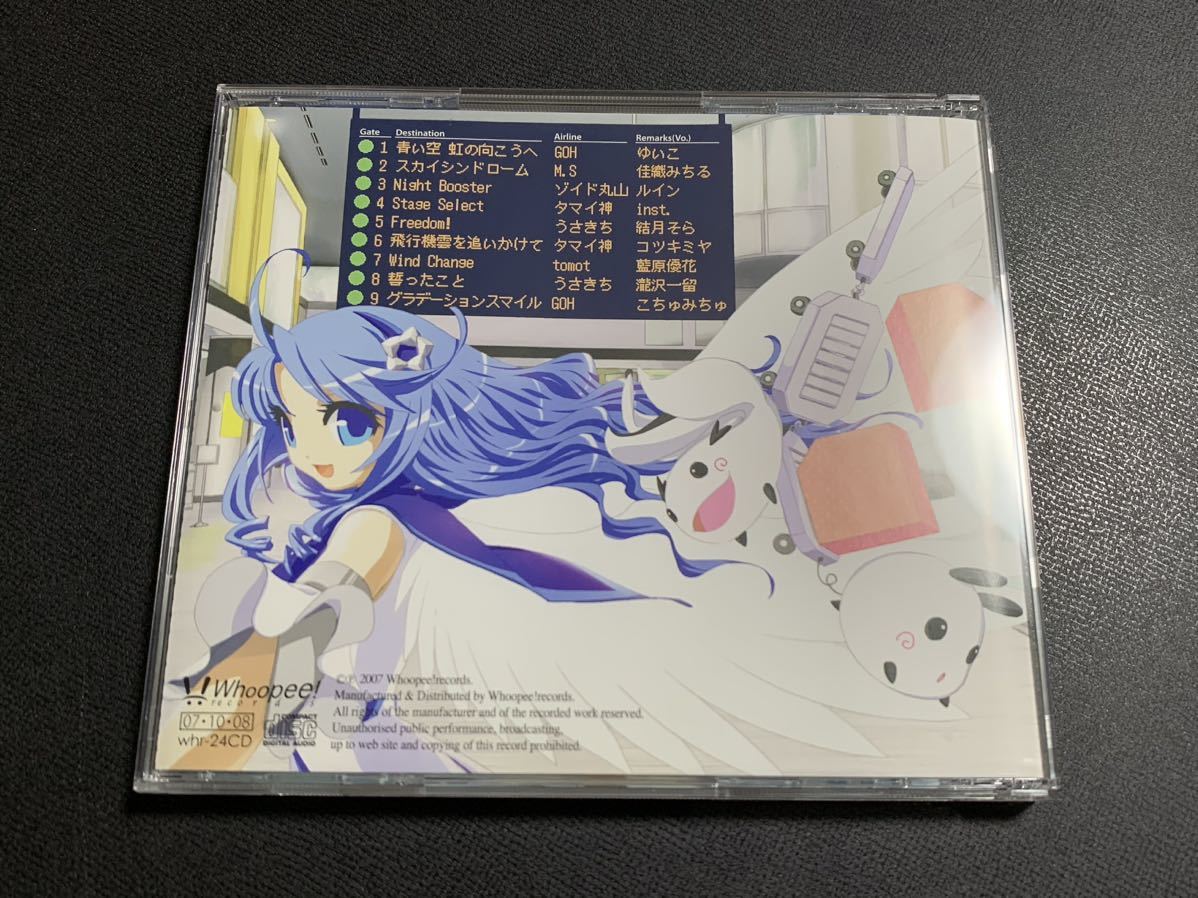 Gate Destination Airline Remarks(Vo.)
1 青い空 虹の向こうへ GOH ゆいこ
2 スカイシンドローム M.S 佳織みちる
3 Night Booster ゾイド丸山 ルイン
4 Stage Select タマイ神 inst.
5 Freedom! うさきち 結月そら
6 飛行機雲を追いかけて タマイ神 コツキミヤ
7 Wind Change tomot 藍原優花
8 誓ったこと うさきち 瀧沢一留
9 グラデーションスマイル GOH こちゅみちゅ
Whoopee!
records
07・10・08
whr-24CD
COMPACT
disc
DIGITAL AUDIO
©℗ 2007 Whoopee!records.
Manufactured & Distributed by Whoopee!records.
All rights of the manufacturer and of the recorded work reserved.
Unauthorised public performance, broadcasting,
up to web site and copying of this record prohibited.